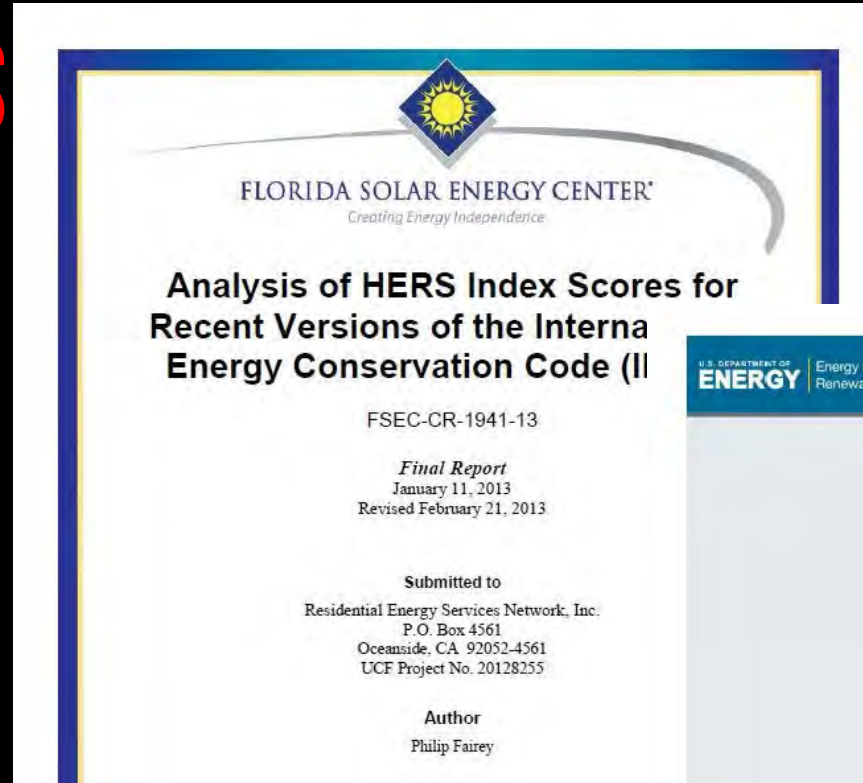 FLORIDA SOLAR ENERGY CENTER®
Creating Energy Independence
Analysis of HERS Index Scores for
Recent Versions of the Interna
Energy Conservation Code (II
FSEC-CR-1941-13
Final Report
January 11, 2013
Revised February 21, 2013
Submitted to
Residential Energy Services Network, Inc.
P.O. Box 4561
Oceanside, CA 92052-4561
UCF Project No. 20128255
Author
Philip Fairey
U.S. DEPARTMENT OF
ENERGY
Energy
Renewa